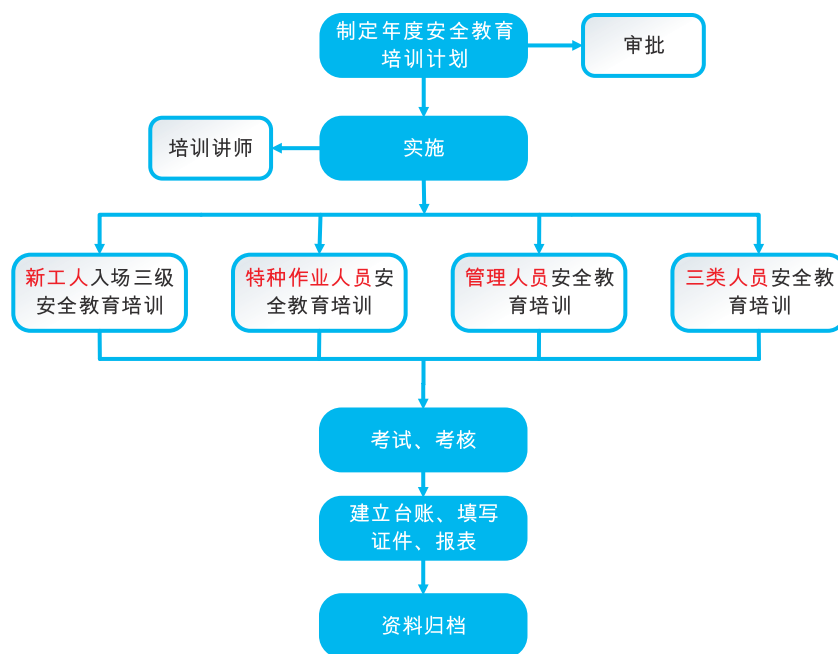 制定年度安全教育
培训计划
审批
培训讲师
实施
新工人入场三级
安全教育培训
特种作业人员安
全教育培训
管理人员安全教
育培训
三类人员安全教
育培训
考试、考核
建立台账、填写
证件、报表
资料归档